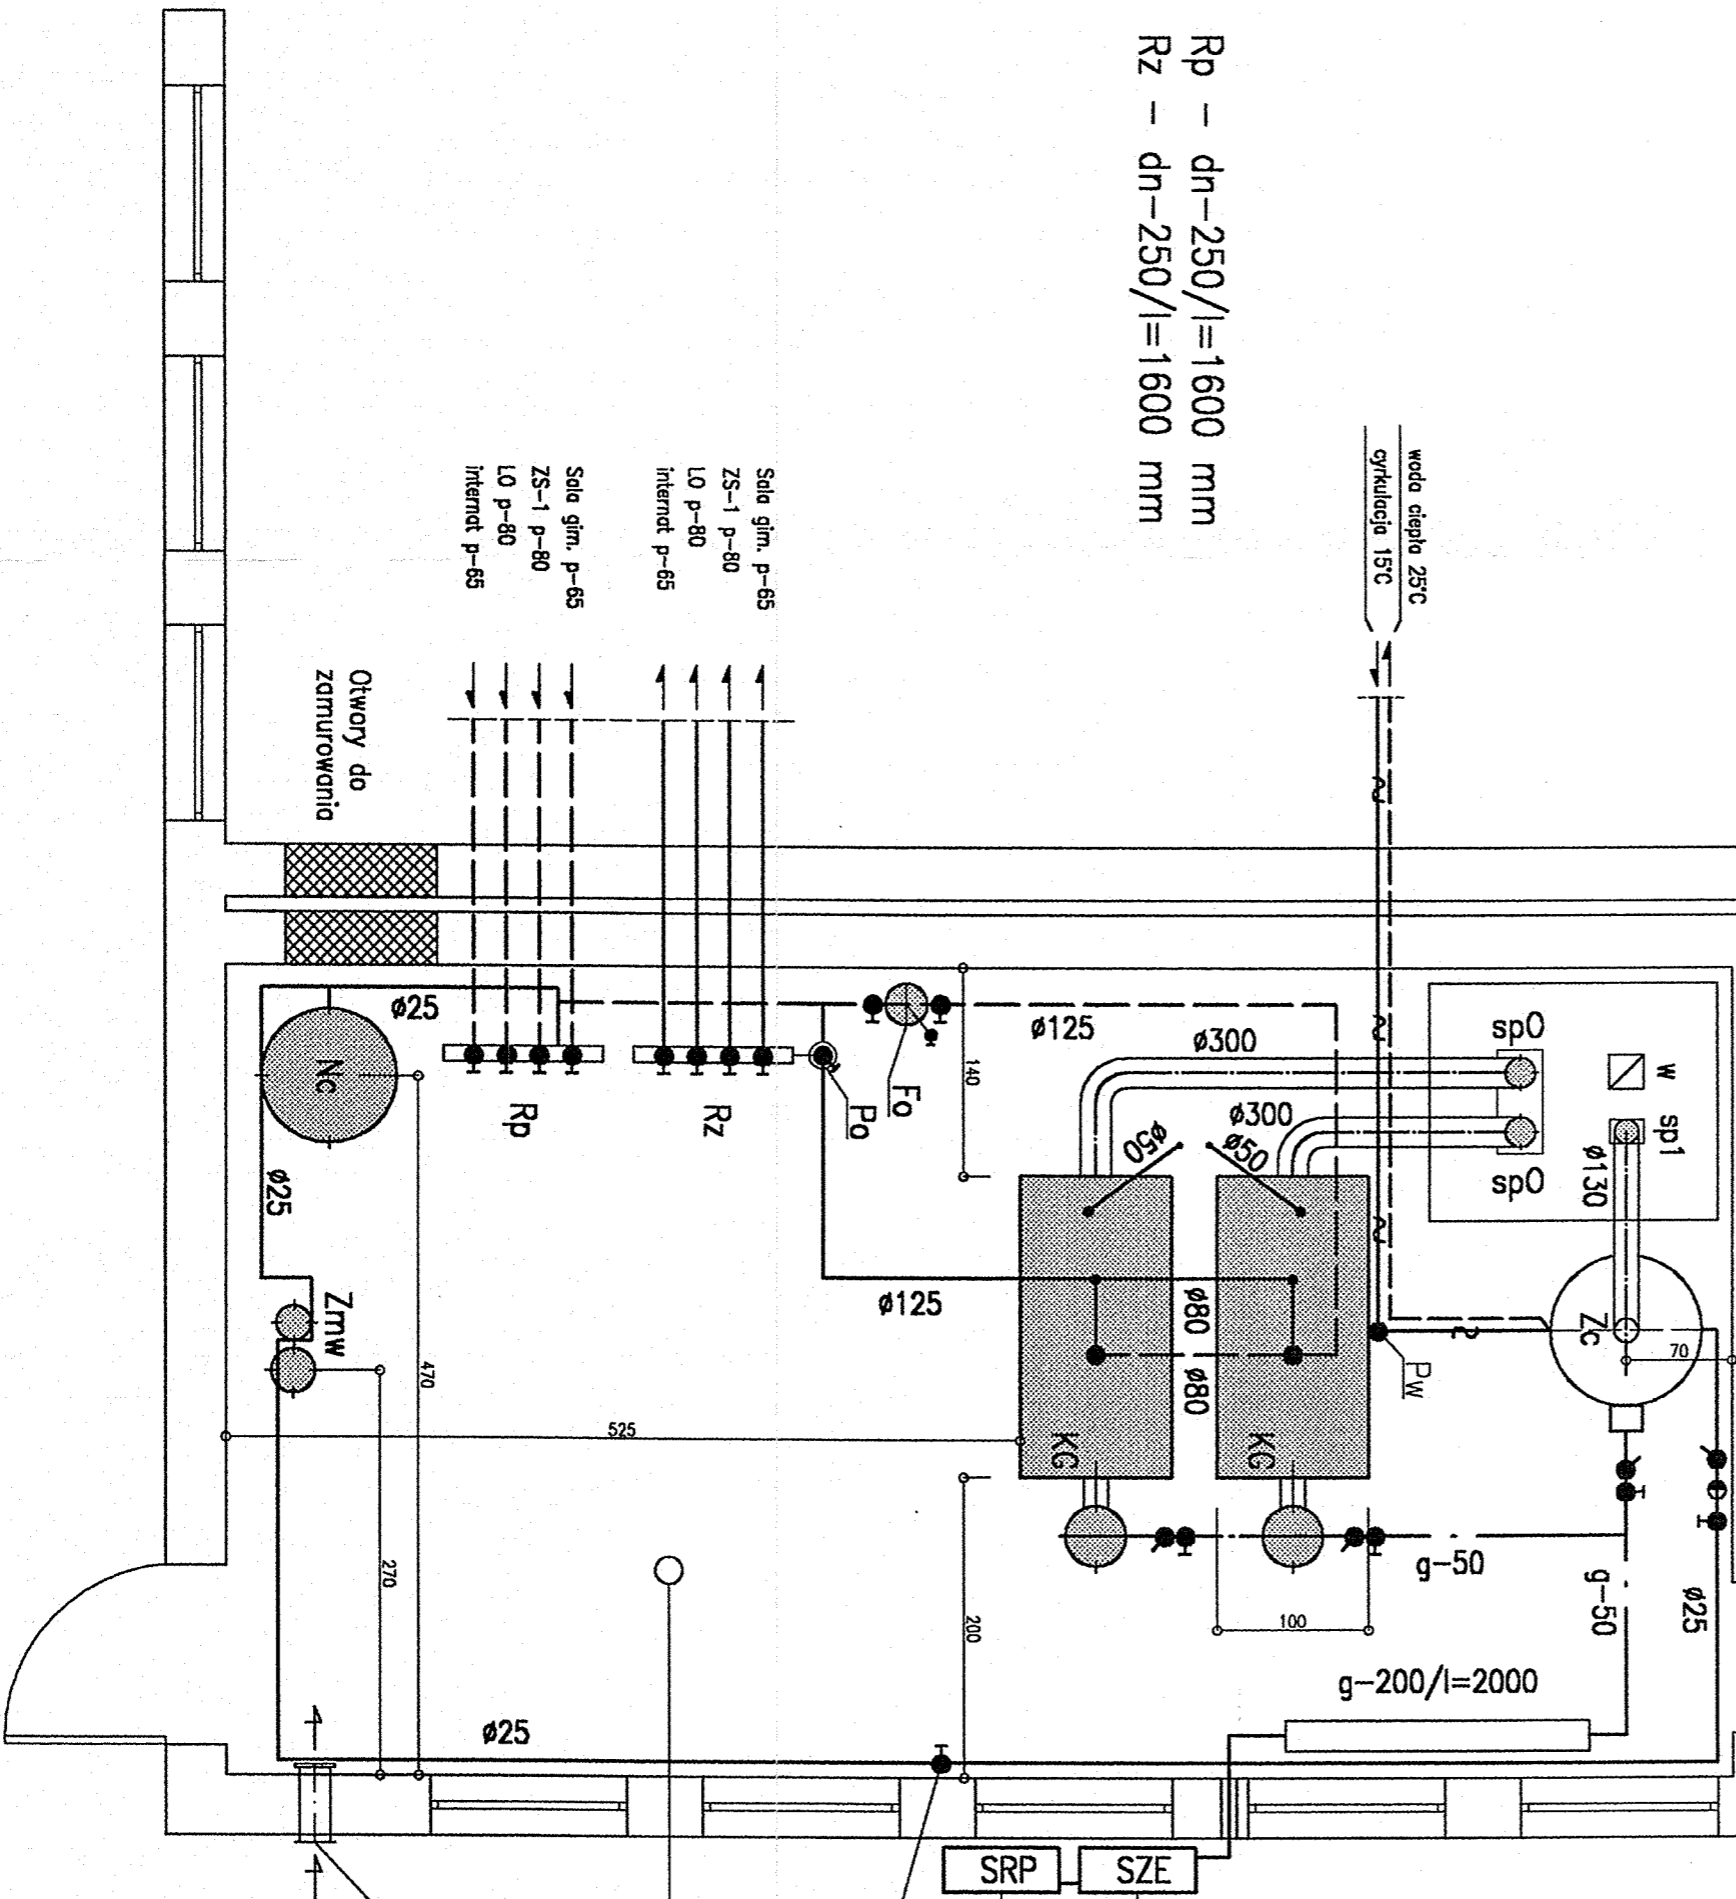 Rp - dn-250/l=1600 mm
Rz - dn-250/l=1600 mm
woda ciepła 25°C
cyrkulacja 15°C
Sala gim. p-65
ZS-1 p-80
LO p-80
internat p-65
Sala gim. p-65
ZS-1 p-80
LO p-80
internat p-65
Otwory do
zamurowania
ø25
Nc
Rp
Rz
Po
Fo
ø125
140
ø300
ø300
sp0
sp0
w
sp1
ø130
ø50
ø50
ø25
Zmw
ø125
ø80
ø80
Pw
Zc
70
470
270
525
KG
KG
200
100
g-50
g-50
ø25
g-200/l=2000
ø25
SRP
SZE